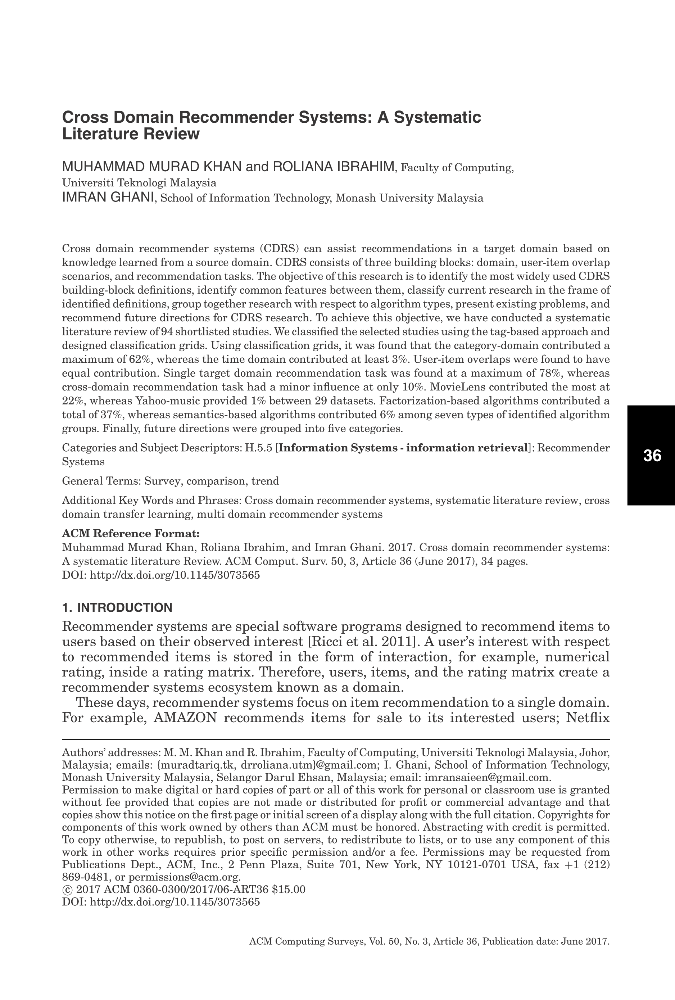 Cross Domain Recommender Systems: A Systematic
Literature Review
MUHAMMAD MURAD KHAN and ROLIANA IBRAHIM, Faculty of Computing,
Universiti Teknologi Malaysia
IMRAN GHANI, School of Information Technology, Monash University Malaysia
Cross domain recommender systems (CDRS) can assist recommendations in a target domain based on
knowledge learned from a source domain. CDRS consists of three building blocks: domain, user-item overlap
scenarios, and recommendation tasks. The objective of this research is to identify the most widely used CDRS
building-block definitions, identify common features between them, classify current research in the frame of
identified definitions, group together research with respect to algorithm types, present existing problems, and
recommend future directions for CDRS research. To achieve this objective, we have conducted a systematic
literature review of 94 shortlisted studies. We classified the selected studies using the tag-based approach and
designed classification grids. Using classification grids, it was found that the category-domain contributed a
maximum of 62%, whereas the time domain contributed at least 3%. User-item overlaps were found to have
equal contribution. Single target domain recommendation task was found at a maximum of 78%, whereas
cross-domain recommendation task had a minor influence at only 10%. MovieLens contributed the most at
22%, whereas Yahoo-music provided 1% between 29 datasets. Factorization-based algorithms contributed a
total of 37%, whereas semantics-based algorithms contributed 6% among seven types of identified algorithm
groups. Finally, future directions were grouped into five categories.
Categories and Subject Descriptors: H.5.5 [Information Systems - information retrieval]: Recommender
Systems
General Terms: Survey, comparison, trend
Additional Key Words and Phrases: Cross domain recommender systems, systematic literature review, cross
domain transfer learning, multi domain recommender systems
ACM Reference Format:
Muhammad Murad Khan, Roliana Ibrahim, and Imran Ghani. 2017. Cross domain recommender systems:
A systematic literature Review. ACM Comput. Surv. 50, 3, Article 36 (June 2017), 34 pages.
DOI: http://dx.doi.org/10.1145/3073565
36
1. INTRODUCTION
Recommender systems are special software programs designed to recommend items to
users based on their observed interest [Ricci et al. 2011]. A user's interest with respect
to recommended items is stored in the form of interaction, for example, numerical
rating, inside a rating matrix. Therefore, users, items, and the rating matrix create a
recommender systems ecosystem known as a domain.
These days, recommender systems focus on item recommendation to a single domain.
For example, AMAZON recommends items for sale to its interested users; Netflix
Authors' addresses: M. M. Khan and R. Ibrahim, Faculty of Computing, Universiti Teknologi Malaysia, Johor,
Malaysia; emails: {muradtariq.tk, drroliana.utm}@gmail.com; I. Ghani, School of Information Technology,
Monash University Malaysia, Selangor Darul Ehsan, Malaysia; email: imransaieen@gmail.com.
Permission to make digital or hard copies of part or all of this work for personal or classroom use is granted
without fee provided that copies are not made or distributed for profit or commercial advantage and that
copies show this notice on the first page or initial screen of a display along with the full citation. Copyrights for
components of this work owned by others than ACM must be honored. Abstracting with credit is permitted.
To copy otherwise, to republish, to post on servers, to redistribute to lists, or to use any component of this
work in other works requires prior specific permission and/or a fee. Permissions may be requested from
Publications Dept., ACM, Inc., 2 Penn Plaza, Suite 701, New York, NY 10121-0701 USA, fax +1 (212)
869-0481, or permissions@acm.org.
© 2017 ACM 0360-0300/2017/06-ART36 $15.00
DOI: http://dx.doi.org/10.1145/3073565
ACM Computing Surveys, Vol. 50, No. 3, Article 36, Publication date: June 2017.